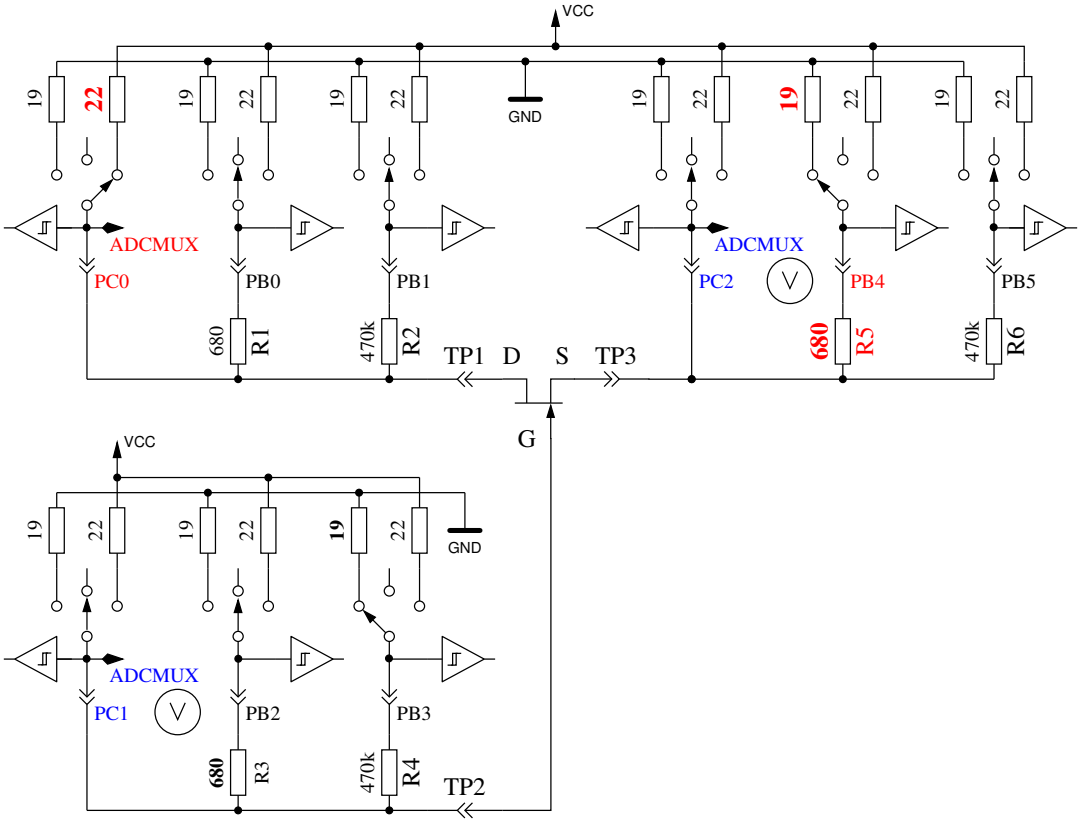 VCC
19
22
19
22
19
22
GND
19
22
19
22
19
22
ADCMUX
ADCMUX
PC0
PB0
PB1
PC2
V
PB4
PB5
680
R1
470k
R2
680
R5
470k
R6
TP1
D
S
TP3
G
VCC
19
22
19
22
19
22
GND
ADCMUX
PC1
V
PB2
PB3
680
R3
470k
R4
TP2